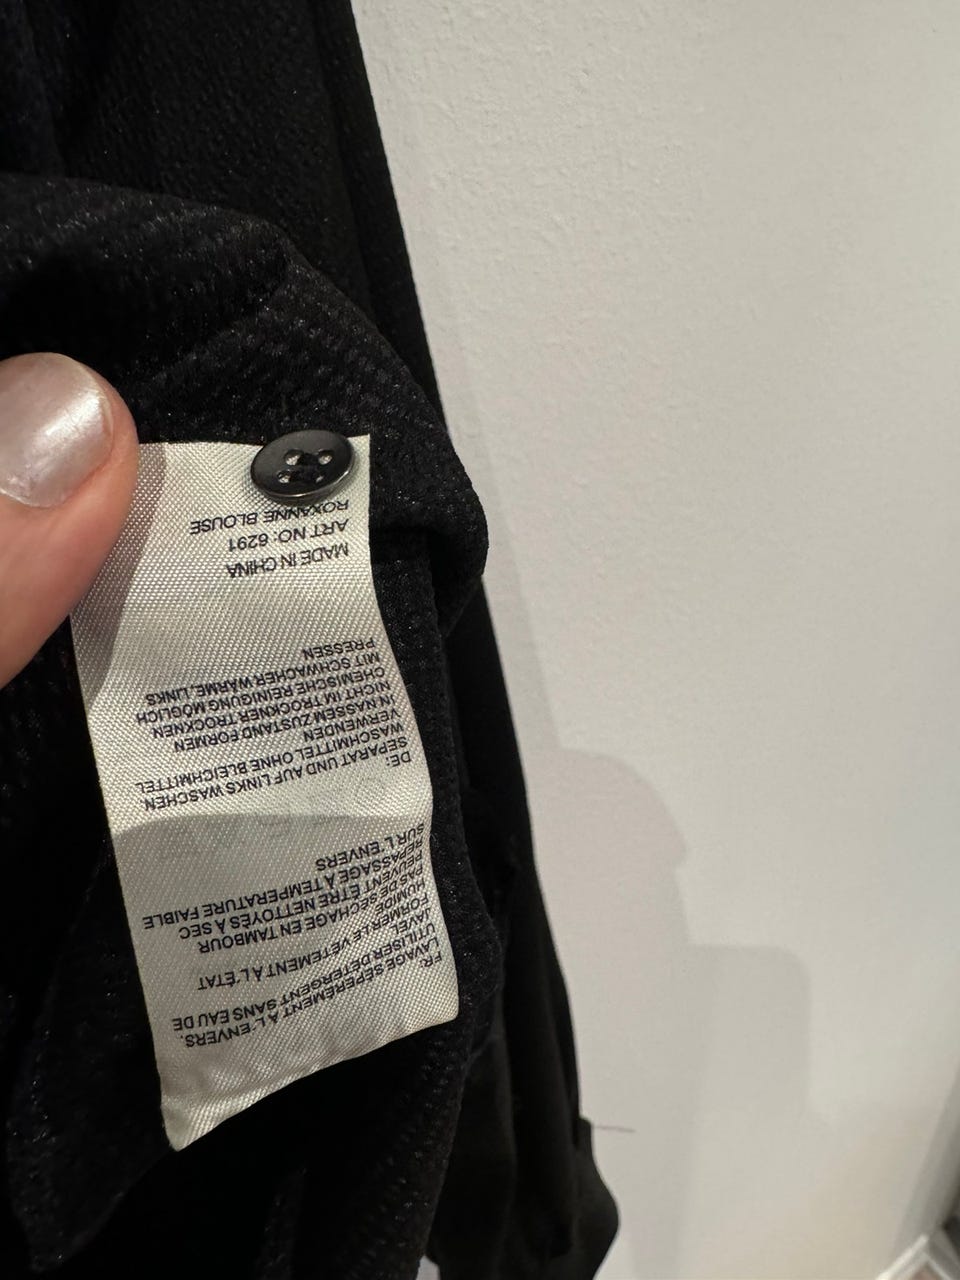 FR:
LAVAGE SÉPERÉMENT À L'ENVERS.
UTILISER DÉTERGENT SANS EAU DE
JAVEL
FORMER LE VÊTEMENT À L'ÉTAT
HUMIDE
PAS DE SÉCHAGE EN TAMBOUR
PEUVENT ÊTRE NETTOYÉS À SEC
REPASSAGE À TEMPERATURE FAIBLE
SUR L'ENVERS
DE:
SEPARAT UND AUF LINKS WASCHEN
WASCHMITTEL OHNE BLEICHMITTEL
VERWENDEN
IN NASSEM ZUSTAND FORMEN
NICHT IM TROCKNER TROCKNEN
CHEMISCHE REINIGUNG MÖGLICH
MIT SCHWACHER WÄRME, LINKS
PRESSEN
MADE IN CHINA
ART NO: 6291
ROXANNE BLOUSE